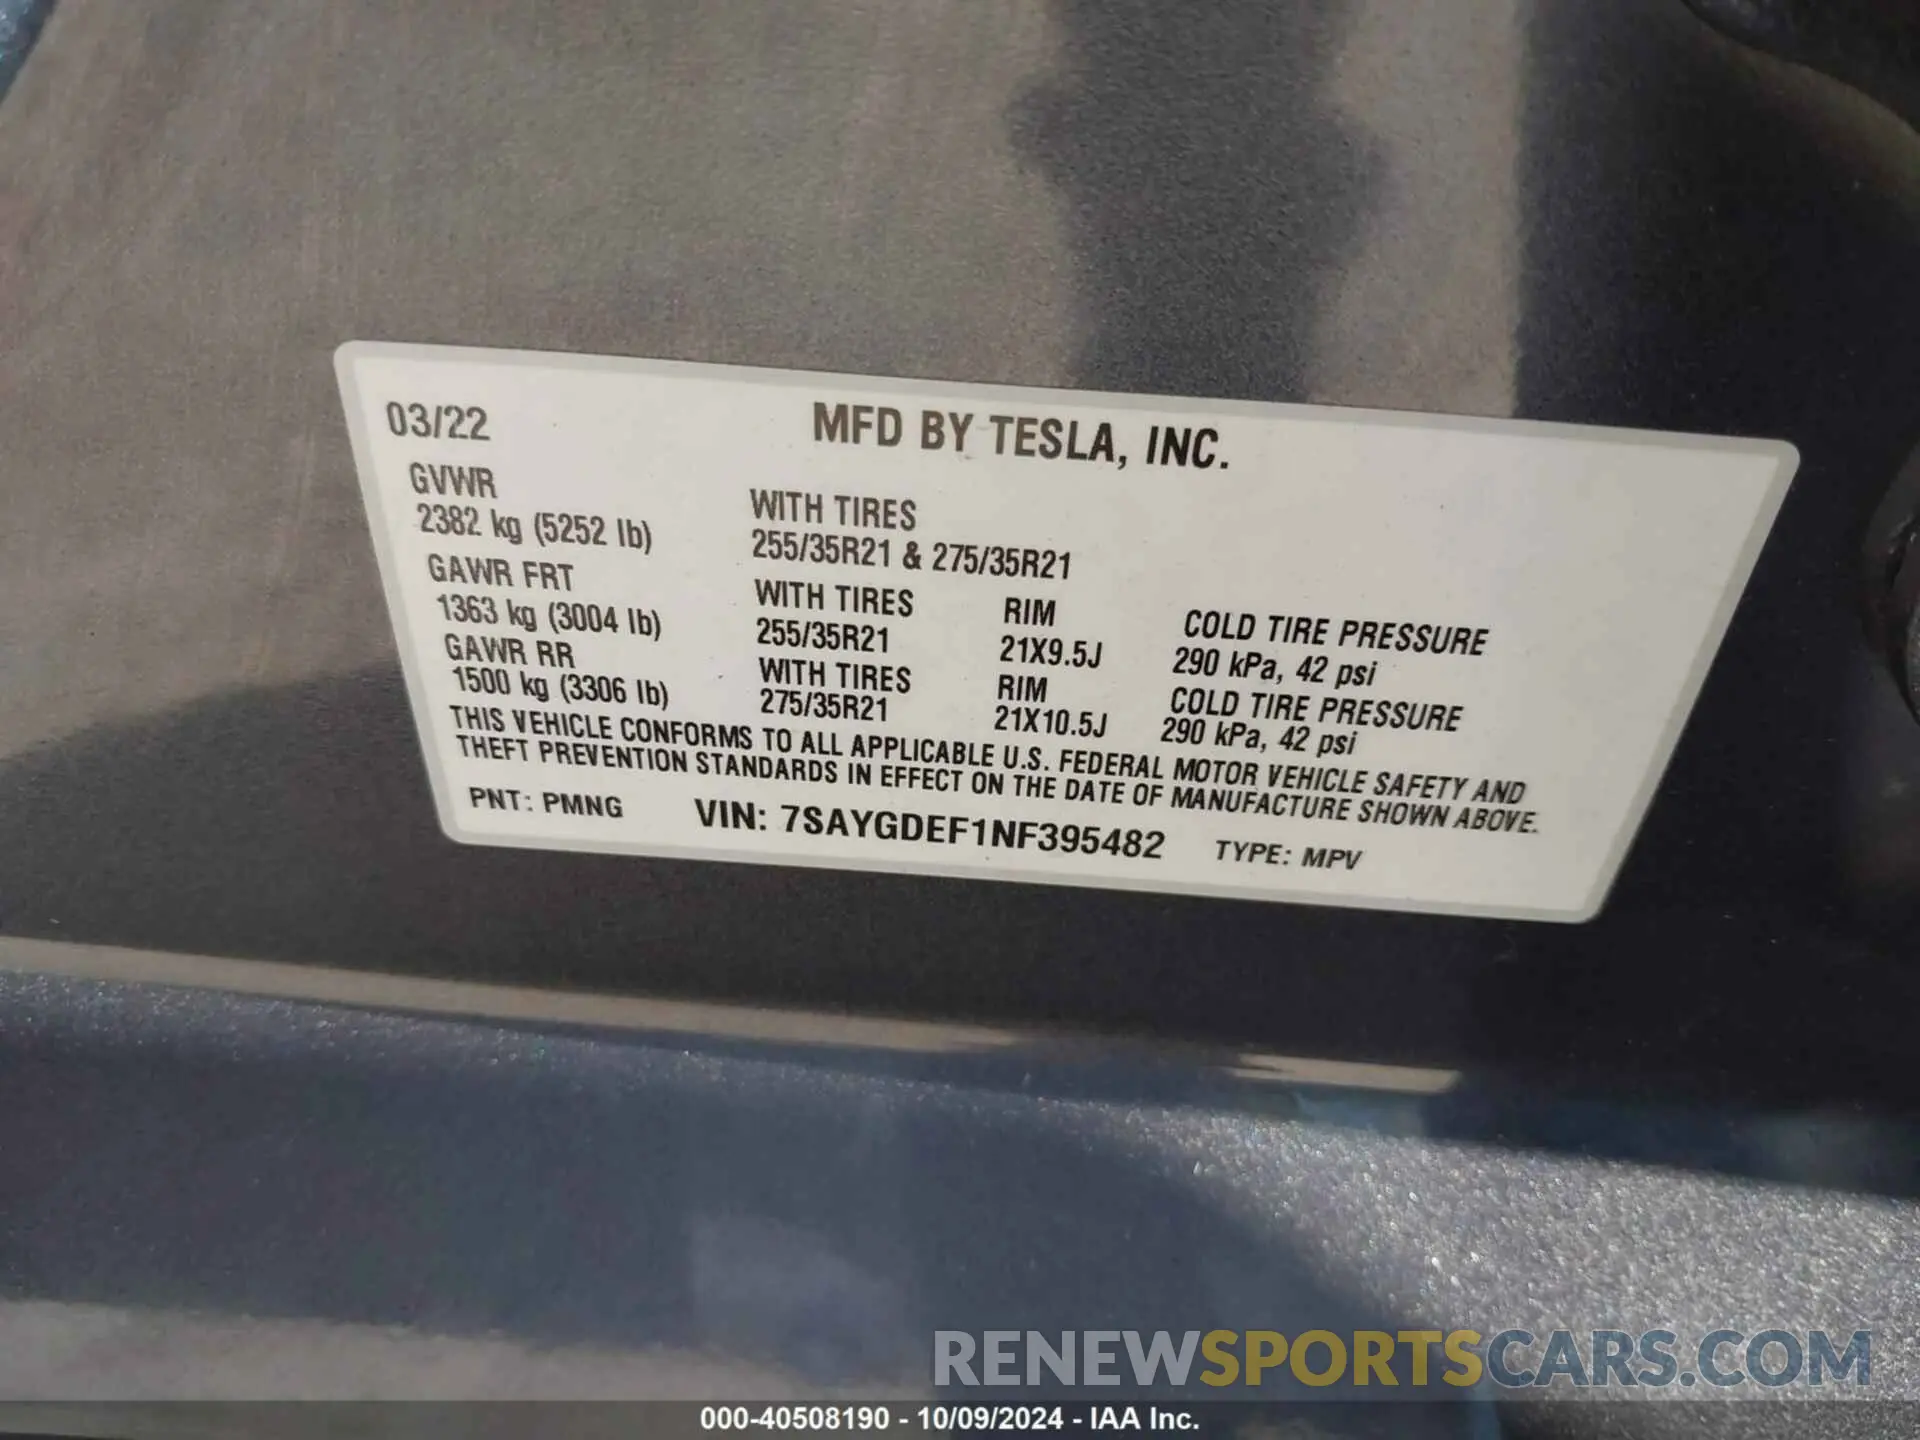 03/22 MFD BY TESLA, INC.
GVWR
2382 kg (5252 lb) WITH TIRES
255/35R21 & 275/35R21
GAWR FRT WITH TIRES RIM COLD TIRE PRESSURE
1363 kg (3004 lb) 255/35R21 21X9.5J 290 kPa, 42 psi
GAWR RR WITH TIRES RIM COLD TIRE PRESSURE
1500 kg (3306 lb) 275/35R21 21X10.5J 290 kPa, 42 psi
THIS VEHICLE CONFORMS TO ALL APPLICABLE U.S. FEDERAL MOTOR VEHICLE SAFETY AND
THEFT PREVENTION STANDARDS IN EFFECT ON THE DATE OF MANUFACTURE SHOWN ABOVE.
PNT: PMNG VIN: 7SAYGDEF1NF395482 TYPE: MPV
RENEWSPORTSCARS.COM
000-40508190 - 10/09/2024 - IAA Inc.